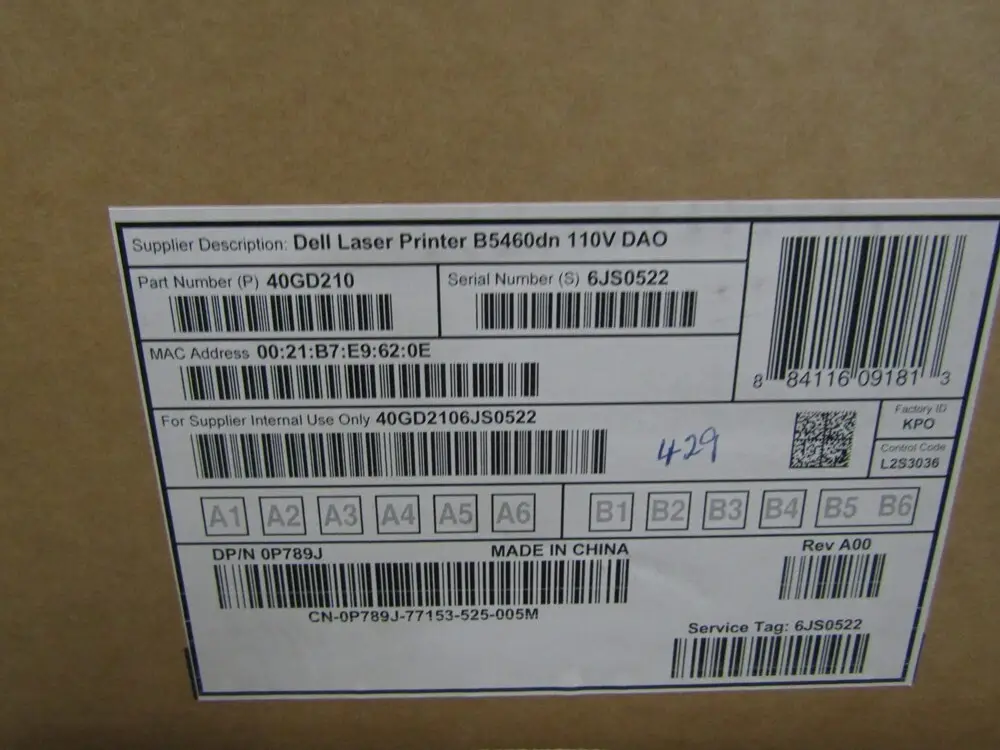 Supplier Description: Dell Laser Printer B5460dn 110V DAO
Part Number (P) 40GD210
Serial Number (S) 6JS0522
8 84116 09181 3
MAC Address 00:21:B7:E9:62:0E
For Supplier Internal Use Only 40GD2106JS0522
429
Factory ID
KPO
Control Code
L2S3036
A1 A2 A3 A4 A5 A6 B1 B2 B3 B4 B5 B6
DP/N 0P789J MADE IN CHINA Rev A00
CN-0P789J-77153-525-005M
Service Tag: 6JS0522